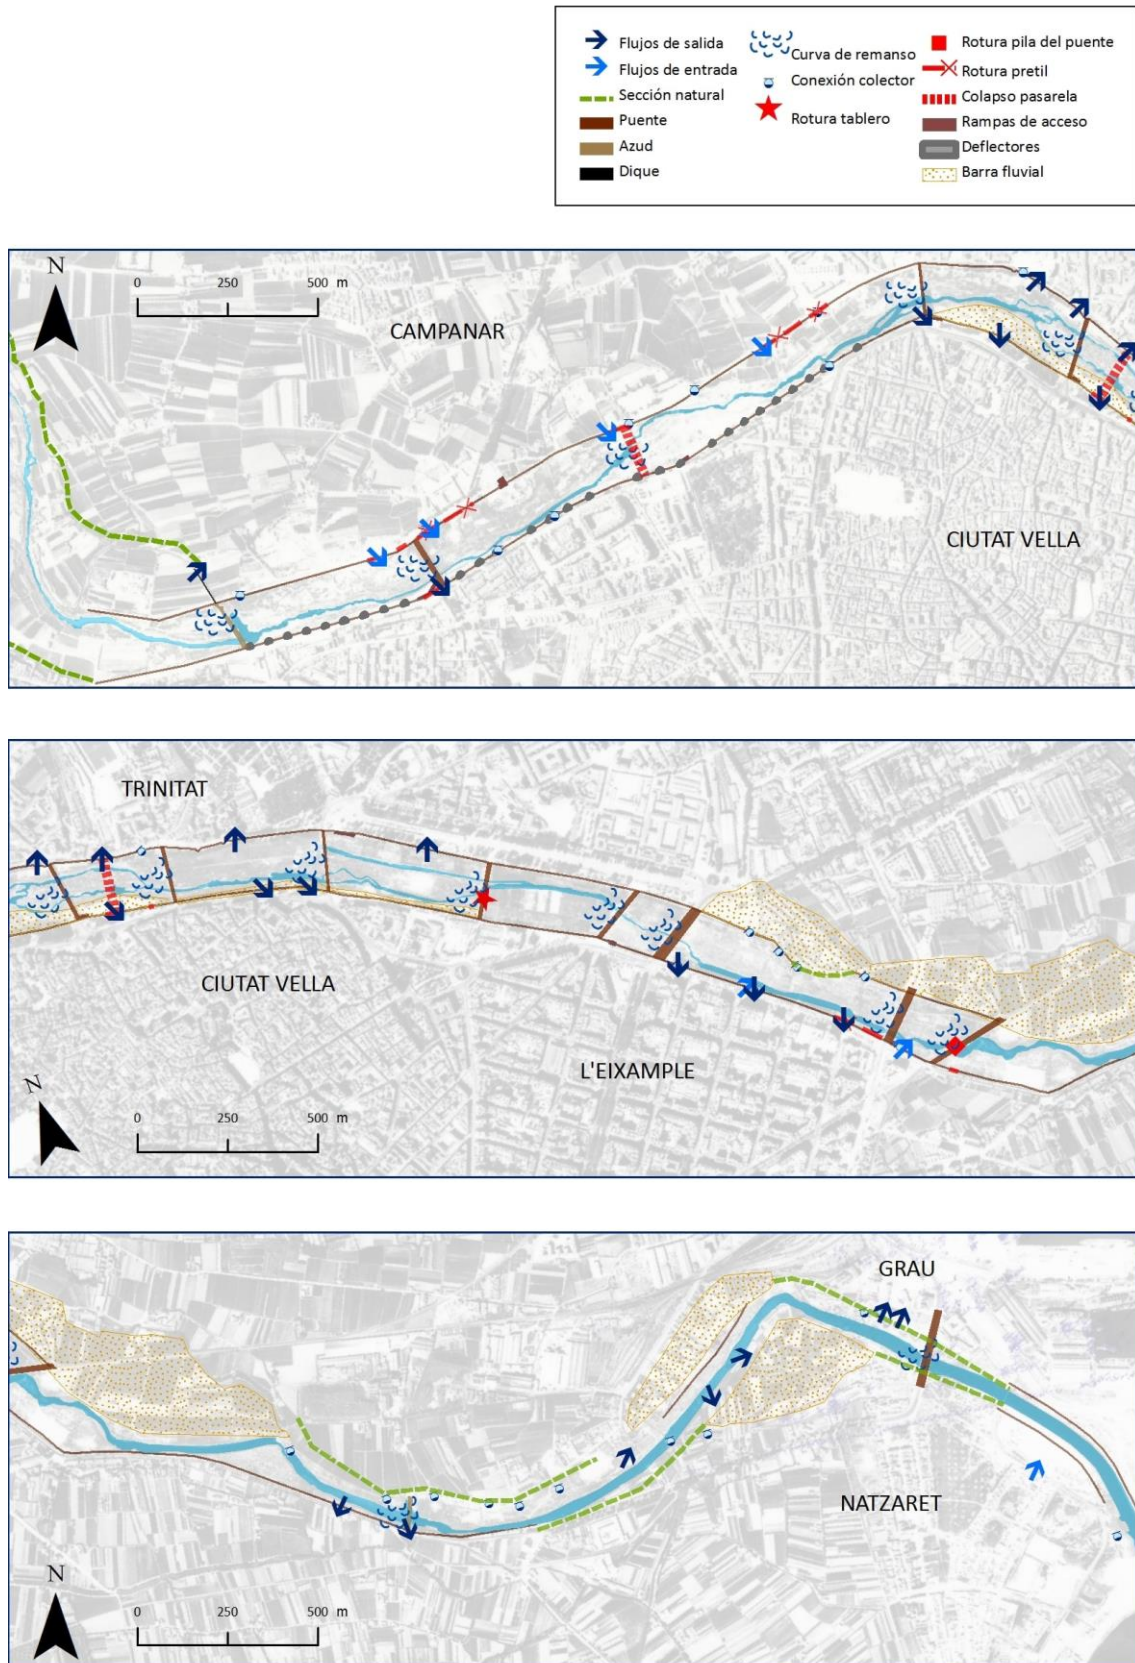 Flujos de salida
Flujos de entrada
Sección natural
Puente
Azud
Dique
Curva de remanso
Conexión colector
Rotura tablero
Rotura pila del puente
Rotura pretil
Colapso pasarela
Rampas de acceso
Deflectores
Barra fluvial
N
0 250 500 m
CAMPANAR
CIUTAT VELLA
TRINITAT
CIUTAT VELLA
L'EIXAMPLE
N
0 250 500 m
GRAU
NATZARET
N
0 250 500 m